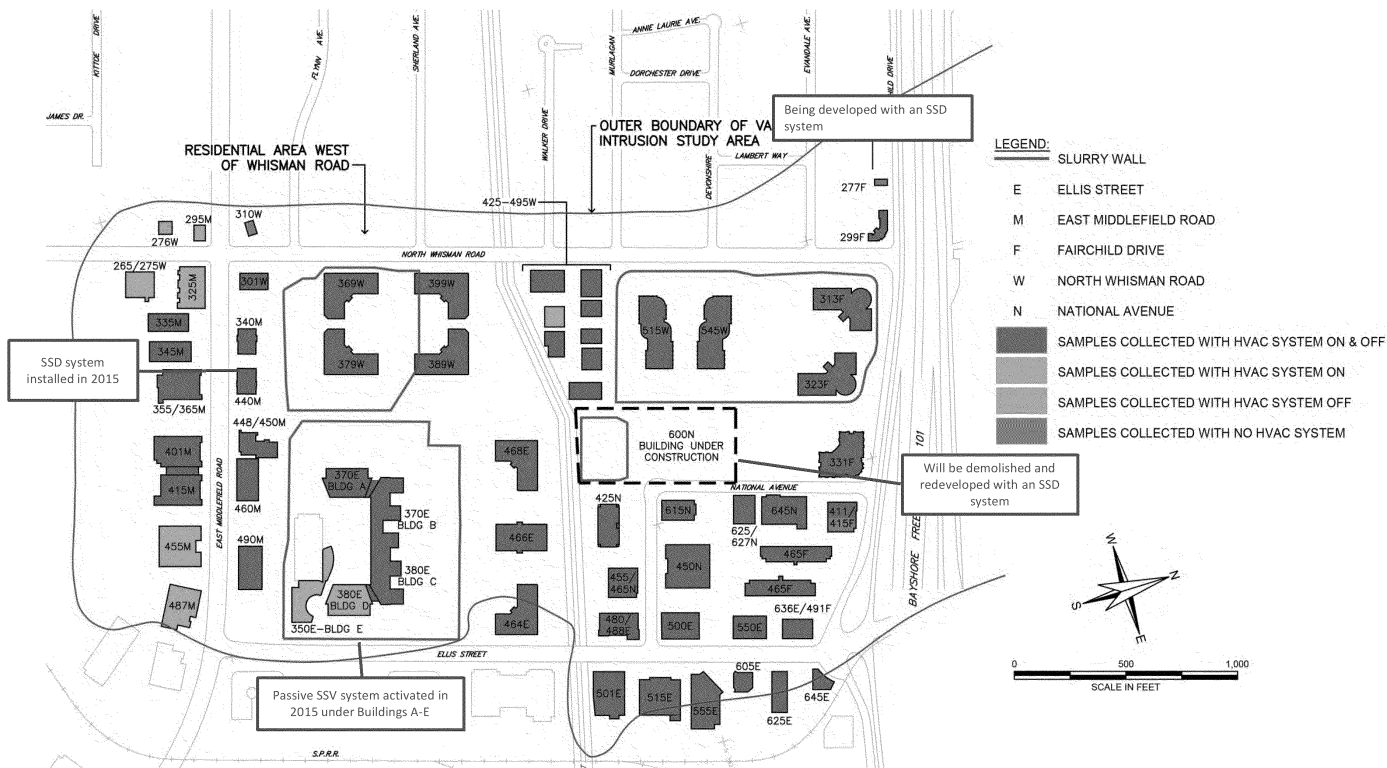 KITTOE DRIVE
FLYNN AVE.
SHERLAND AVE.
WALKER DRIVE
MURLAGAN
ANNIE LAURIE AVE.
DORCHESTER DRIVE
DEVONSHIRE
EVANDALE AVE.
CHILD DRIVE
JAMES DR.
LAMBERT WAY
Being developed with an SSD
system
RESIDENTIAL AREA WEST
OF WHISMAN ROAD
OUTER BOUNDARY OF VA
INTRUSION STUDY AREA
425-495W
277F
299F
310W
295M
276W
NORTH WHISMAN ROAD
265/275W
325M
301W
369W
399W
515W
545W
313F
335M
340M
345M
379W
389W
323F
SSD system
installed in 2015
355/365M
440M
448/450M
401M
415M
460M
468E
600N
BUILDING UNDER
CONSTRUCTION
331F
Will be demolished and
redeveloped with an SSD
system
NATIONAL AVENUE
370E
BLDG A
370E
BLDG B
380E
BLDG C
380E
BLDG D
350E-BLDG E
EAST MIDDLEFIELD ROAD
455M
490M
487M
466E
464E
425N
615N
625/
627N
645N
411/
415F
450N
465F
465F
455/
465N
480/
488E
500E
550E
636E/491F
ELLIS STREET
501E
515E
555E
605E
625E
645E
Passive SSV system activated in
2015 under Buildings A-E
S.P.R.R.
BAYSHORE FREE
101
LEGEND:
SLURRY WALL
E ELLIS STREET
M EAST MIDDLEFIELD ROAD
F FAIRCHILD DRIVE
W NORTH WHISMAN ROAD
N NATIONAL AVENUE
SAMPLES COLLECTED WITH HVAC SYSTEM ON & OFF
SAMPLES COLLECTED WITH HVAC SYSTEM ON
SAMPLES COLLECTED WITH HVAC SYSTEM OFF
SAMPLES COLLECTED WITH NO HVAC SYSTEM
W
N
S
E
0 500 1,000
SCALE IN FEET